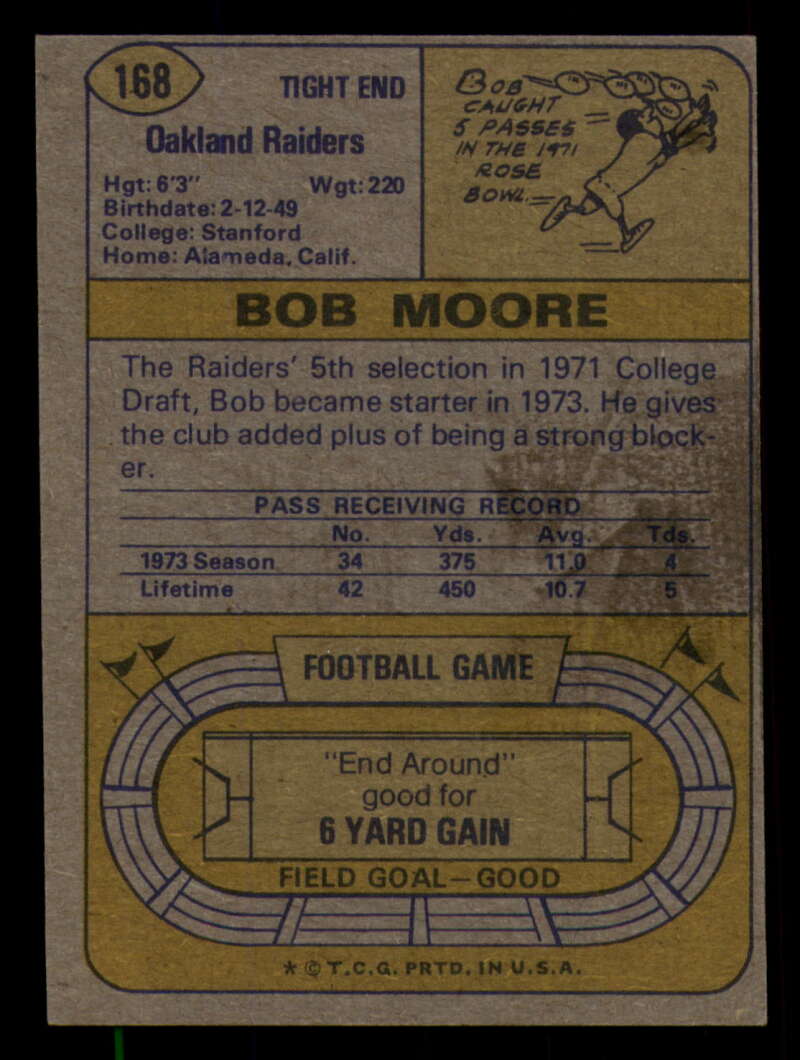 168
TIGHT END
Oakland Raiders
Hgt: 6'3" Wgt: 220
Birthdate: 2-12-49
College: Stanford
Home: Alameda, Calif.
BOB
CAUGHT
5 PASSES
IN THE 1971
ROSE
BOWL.
BOB MOORE
The Raiders' 5th selection in 1971 College
Draft, Bob became starter in 1973. He gives
the club added plus of being a strong block-
er.
PASS RECEIVING RECORD
No. Yds. Avg. Tds.
1973 Season 34 375 11.0 4
Lifetime 42 450 10.7 5
FOOTBALL GAME
"End Around"
good for
6 YARD GAIN
FIELD GOAL—GOOD
* © T.C.G. PRTD. IN U.S.A.